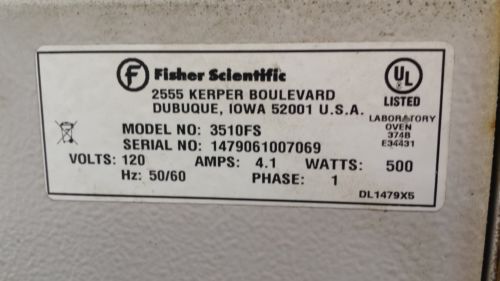 F Fisher Scientific
2555 KERPER BOULEVARD
DUBUQUE, IOWA 52001 U.S.A.
UL
LISTED
LABORATORY
OVEN
374B
E34431
MODEL NO: 3510FS
SERIAL NO: 1479061007069
VOLTS: 120 AMPS: 4.1 WATTS: 500
Hz: 50/60 PHASE: 1
DL1479X5